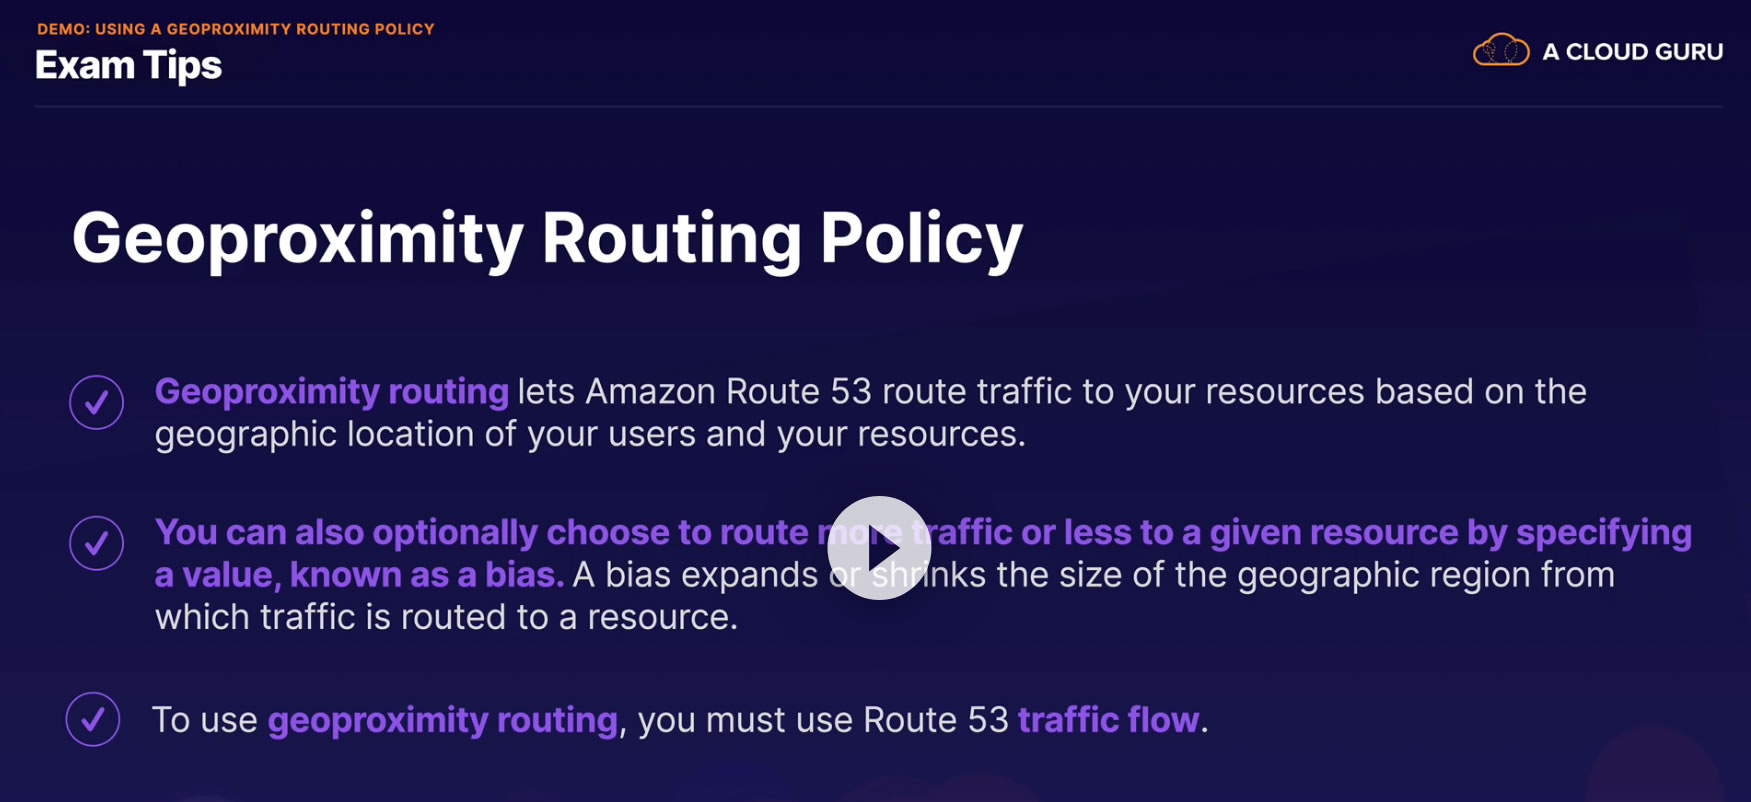 DEMO: USING A GEOPROXIMITY ROUTING POLICY
Exam Tips
A CLOUD GURU
Geoproximity Routing Policy
Geoproximity routing lets Amazon Route 53 route traffic to your resources based on the
geographic location of your users and your resources.
You can also optionally choose to route more traffic or less to a given resource by specifying
a value, known as a bias. A bias expands or shrinks the size of the geographic region from
which traffic is routed to a resource.
To use geoproximity routing, you must use Route 53 traffic flow.